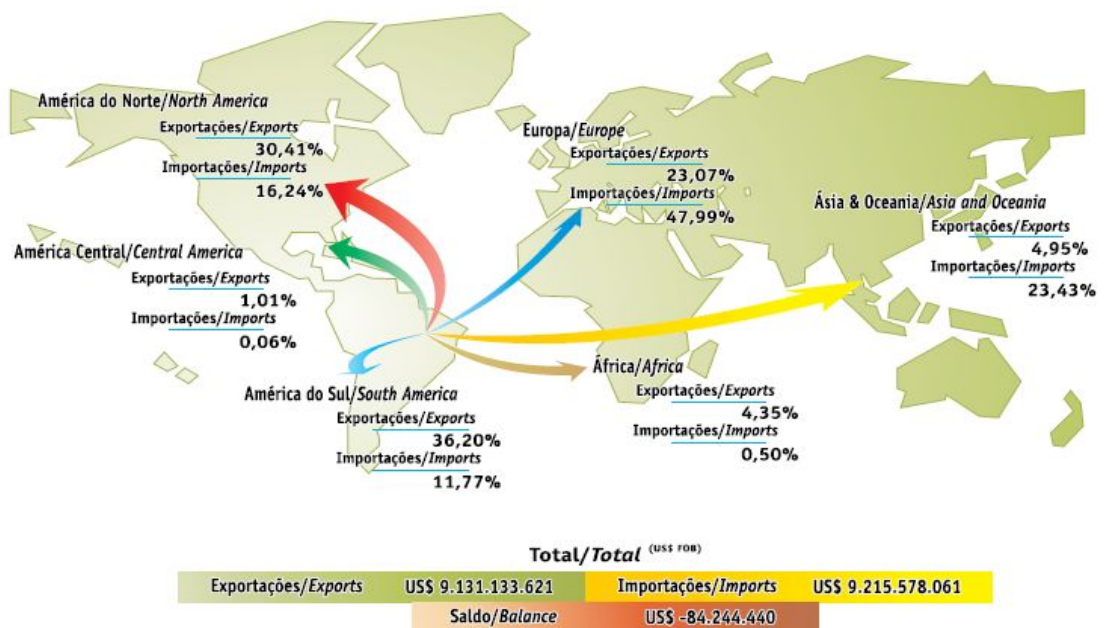 América do Norte/North America
Exportações/Exports
30,41%
Importações/Imports
16,24%
América Central/Central America
Exportações/Exports
1,01%
Importações/Imports
0,06%
América do Sul/South America
Exportações/Exports
36,20%
Importações/Imports
11,77%
Europa/Europe
Exportações/Exports
23,07%
Importações/Imports
47,99%
África/Africa
Exportações/Exports
4,35%
Importações/Imports
0,50%
Ásia & Oceania/Asia and Oceania
Exportações/Exports
4,95%
Importações/Imports
23,43%
Total/Total (US$ FOB)
Exportações/Exports US$ 9.131.133.621 Importações/Imports US$ 9.215.578.061
Saldo/Balance US$ -84.244.440